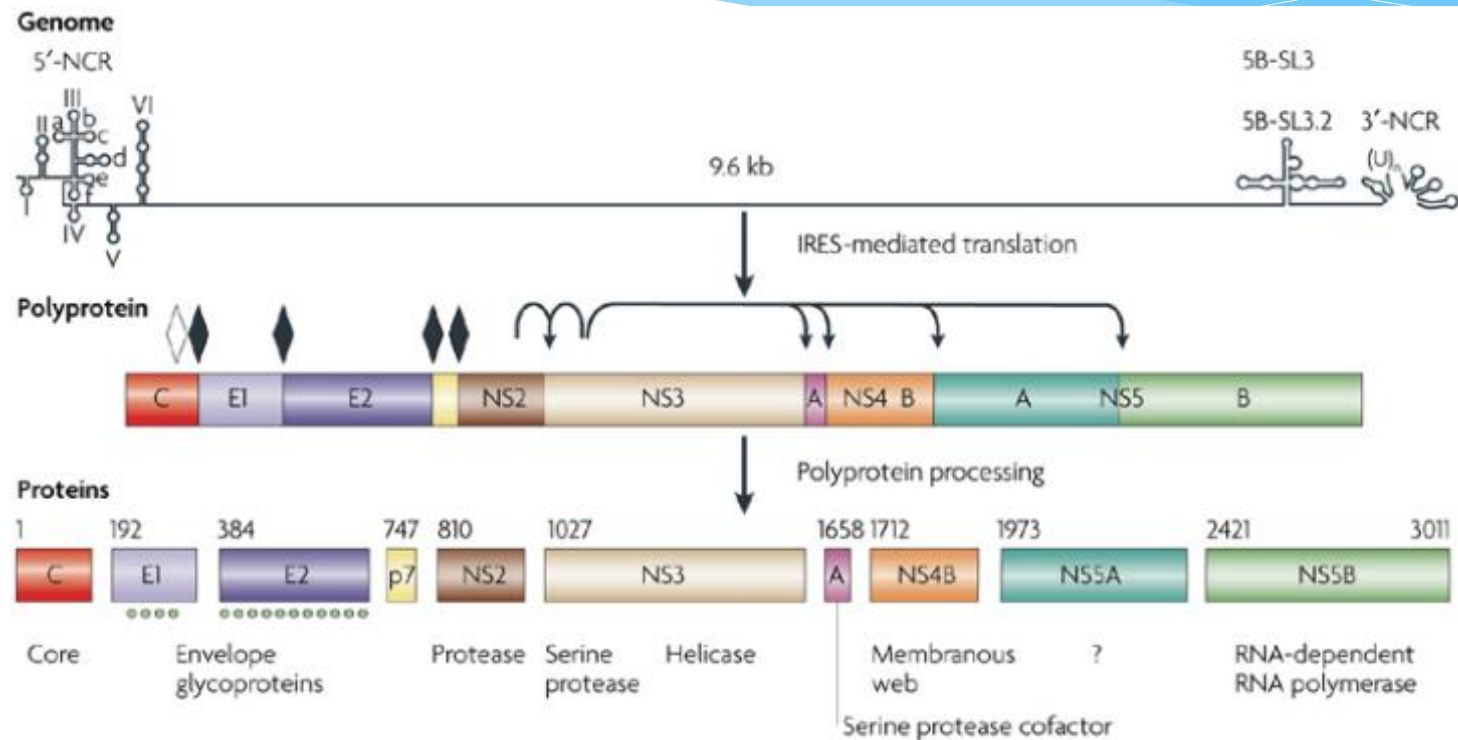 Genome
5′-NCR
5B-SL3
III
VI
b
II
a
c
5B-SL3.2
3′-NCR
d
(U)n
e
9.6 kb
I
IV
V
IRES-mediated translation
Polyprotein
C E1 E2 NS2 NS3 A NS4 B A NS5 B
Polyprotein processing
Proteins
1 192 384 747 810 1027 1658 1712 1973 2421 3011
C E1 E2 p7 NS2 NS3 A NS4B NS5A NS5B
Core
Envelope
glycoproteins
Protease
Serine
protease
Helicase
Membranous
web
?
RNA-dependent
RNA polymerase
Serine protease cofactor